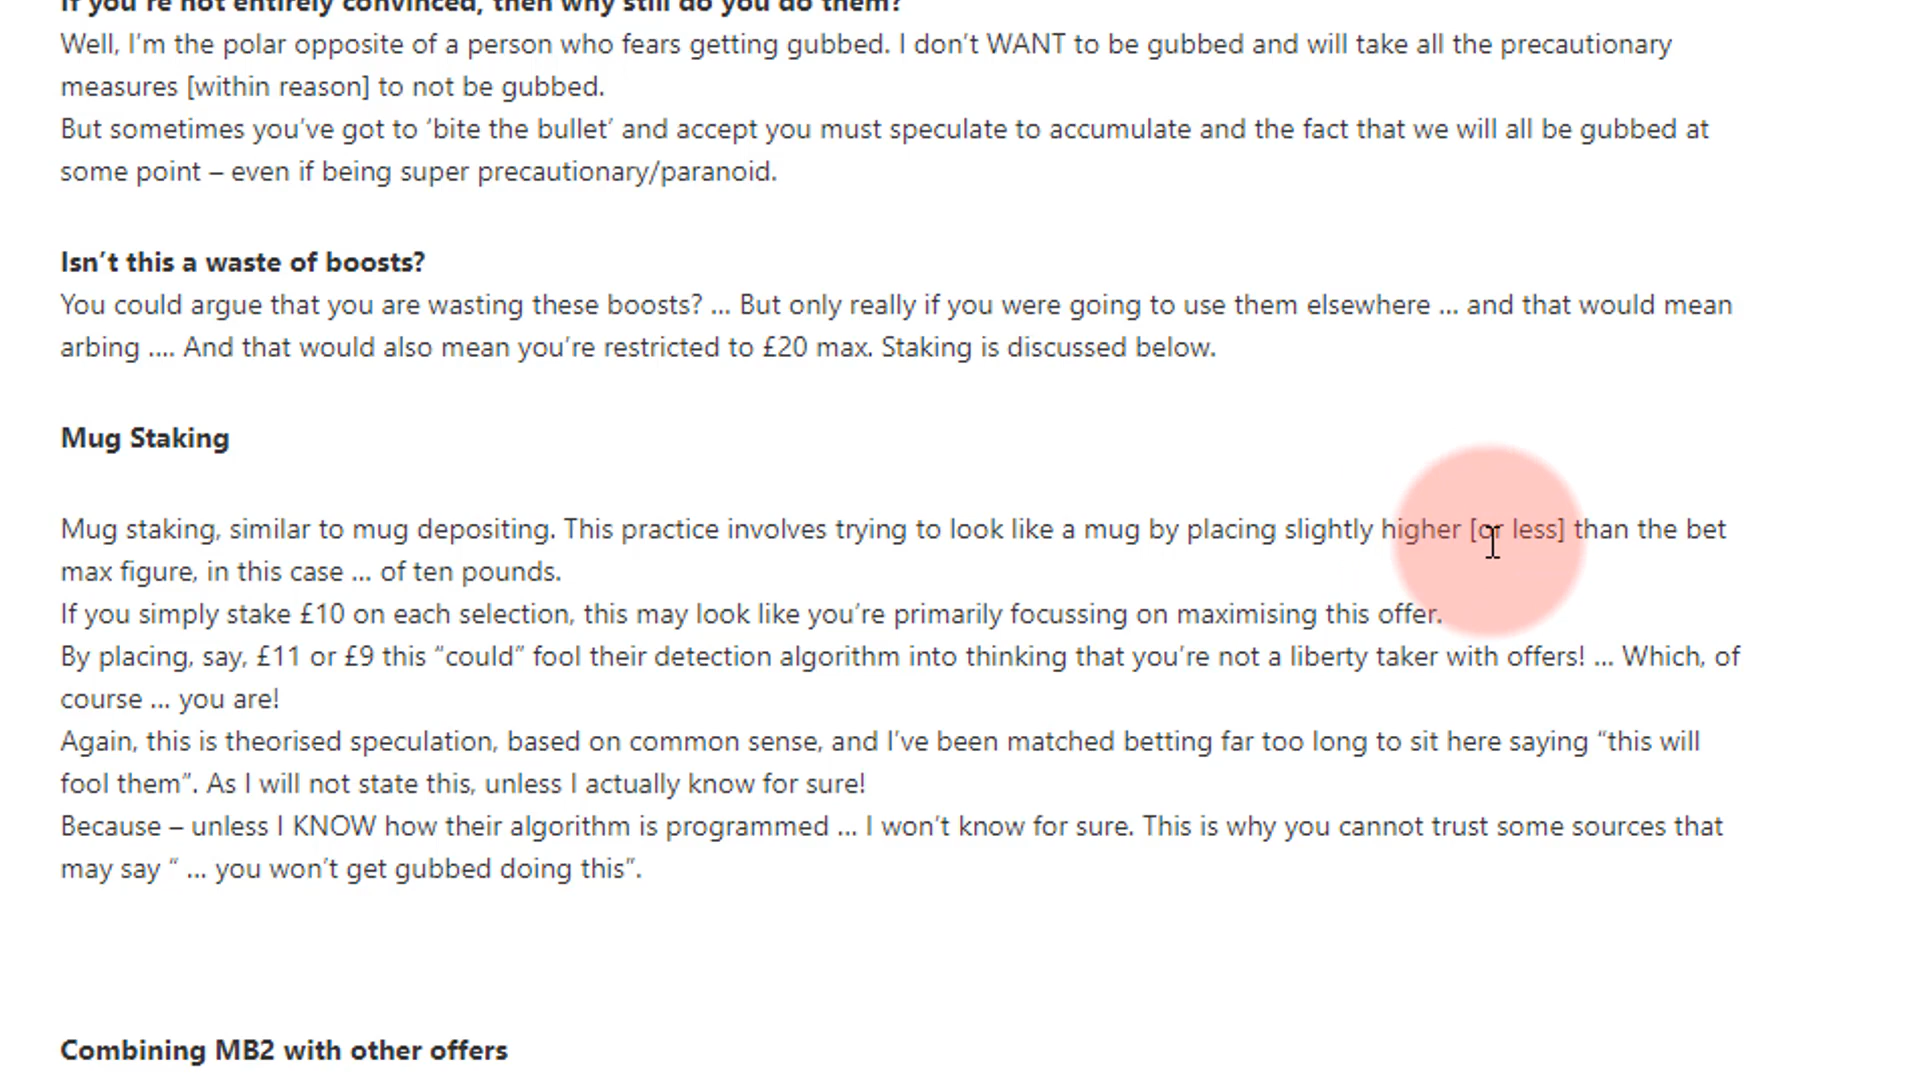 If you're not entirely convinced, then why still do you do them?
Well, I'm the polar opposite of a person who fears getting gubbed. I don't WANT to be gubbed and will take all the precautionary
measures [within reason] to not be gubbed.
But sometimes you've got to 'bite the bullet' and accept you must speculate to accumulate and the fact that we will all be gubbed at
some point – even if being super precautionary/paranoid.
Isn't this a waste of boosts?
You could argue that you are wasting these boosts? ... But only really if you were going to use them elsewhere ... and that would mean
arbing .... And that would also mean you're restricted to £20 max. Staking is discussed below.
Mug Staking
Mug staking, similar to mug depositing. This practice involves trying to look like a mug by placing slightly higher [or less] than the bet
max figure, in this case ... of ten pounds.
If you simply stake £10 on each selection, this may look like you're primarily focussing on maximising this offer.
By placing, say, £11 or £9 this “could” fool their detection algorithm into thinking that you're not a liberty taker with offers! ... Which, of
course ... you are!
Again, this is theorised speculation, based on common sense, and I've been matched betting far too long to sit here saying “this will
fool them”. As I will not state this, unless I actually know for sure!
Because – unless I KNOW how their algorithm is programmed ... I won't know for sure. This is why you cannot trust some sources that
may say “ ... you won't get gubbed doing this”.
Combining MB2 with other offers